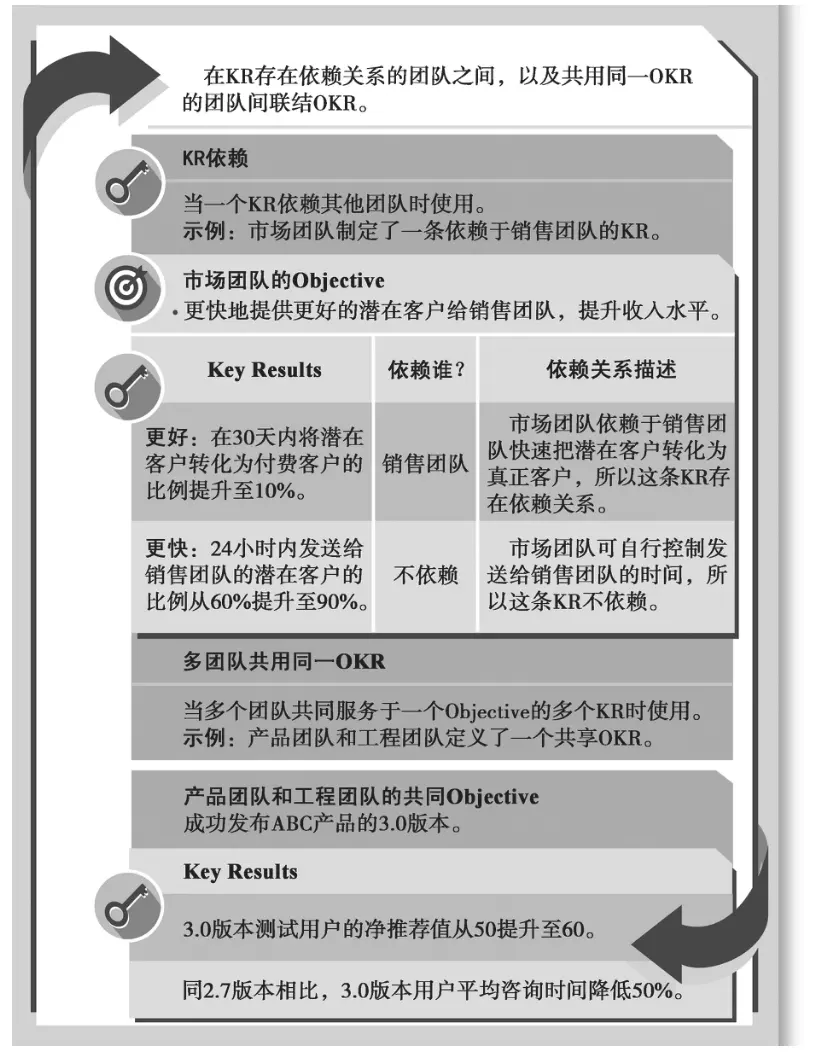 在KR存在依赖关系的团队之间，以及共用同一OKR
的团队间联结OKR。
KR依赖
当一个KR依赖其他团队时使用。
示例：市场团队制定了一条依赖于销售团队的KR。
市场团队的Objective
·更快地提供更好的潜在客户给销售团队，提升收入水平。
Key Results
依赖谁？
依赖关系描述
更好：在30天内将潜在
客户转化为付费客户的
比例提升至10%。
销售团队
市场团队依赖于销售团
队快速把潜在客户转化为
真正客户，所以这条KR存
在依赖关系。
更快：24小时内发送给
销售团队的潜在客户的
比例从60%提升至90%。
不依赖
市场团队可自行控制发
送给销售团队的时间，所
以这条KR不依赖。
多团队共用同一OKR
当多个团队共同服务于一个Objective的多个KR时使用。
示例：产品团队和工程团队定义了一个共享OKR。
产品团队和工程团队的共同Objective
成功发布ABC产品的3.0版本。
Key Results
3.0版本测试用户的净推荐值从50提升至60。
同2.7版本相比，3.0版本用户平均咨询时间降低50%。